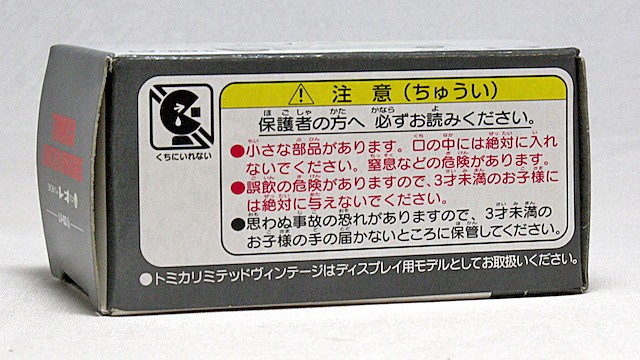 注意(ちゅうい)
保護者の方へ 必ずお読みください。
くちにいれない
●小さな部品があります。口の中には絶対に入れ
ないでください。窒息などの危険があります。
●誤飲の危険がありますので、3才未満のお子様に
は絶対に与えないでください。
●思わぬ事故の恐れがありますので、3才未満の
お子様の手の届かないところに保管してください。
●トミカリミテッドヴィンテージはディスプレイ用モデルとしてお取扱いください。